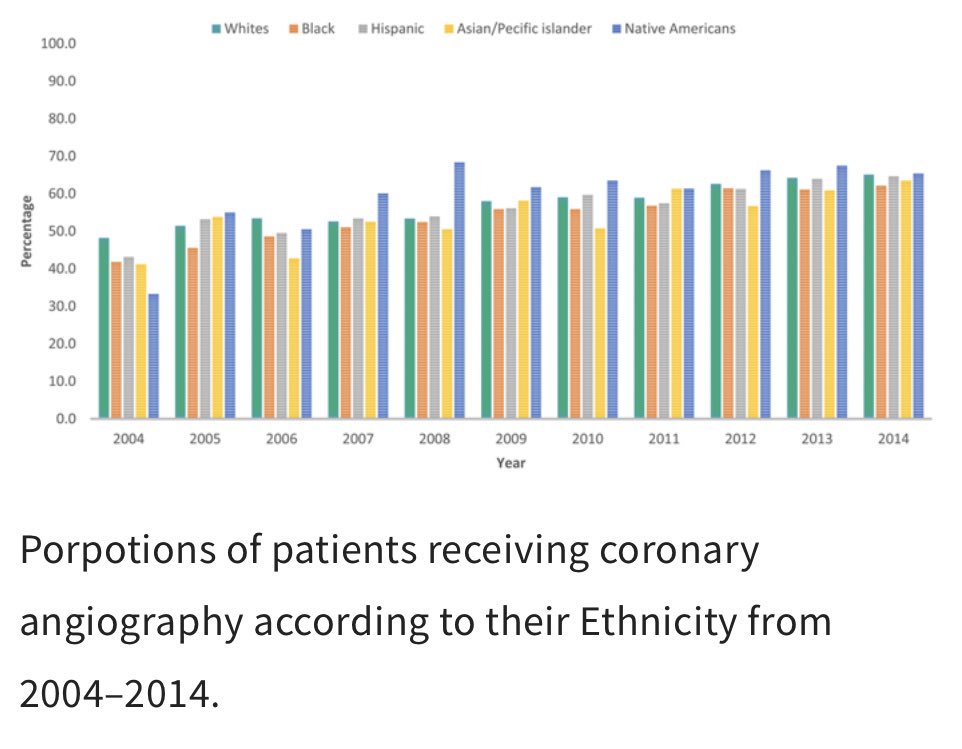 Whites Black Hispanic Asian/Pecific islander Native Americans
100.0
90.0
80.0
70.0
60.0
50.0
40.0
30.0
20.0
10.0
0.0
Percentage
2004 2005 2006 2007 2008 2009 2010 2011 2012 2013 2014
Year
Porpotions of patients receiving coronary
angiography according to their Ethnicity from
2004–2014.